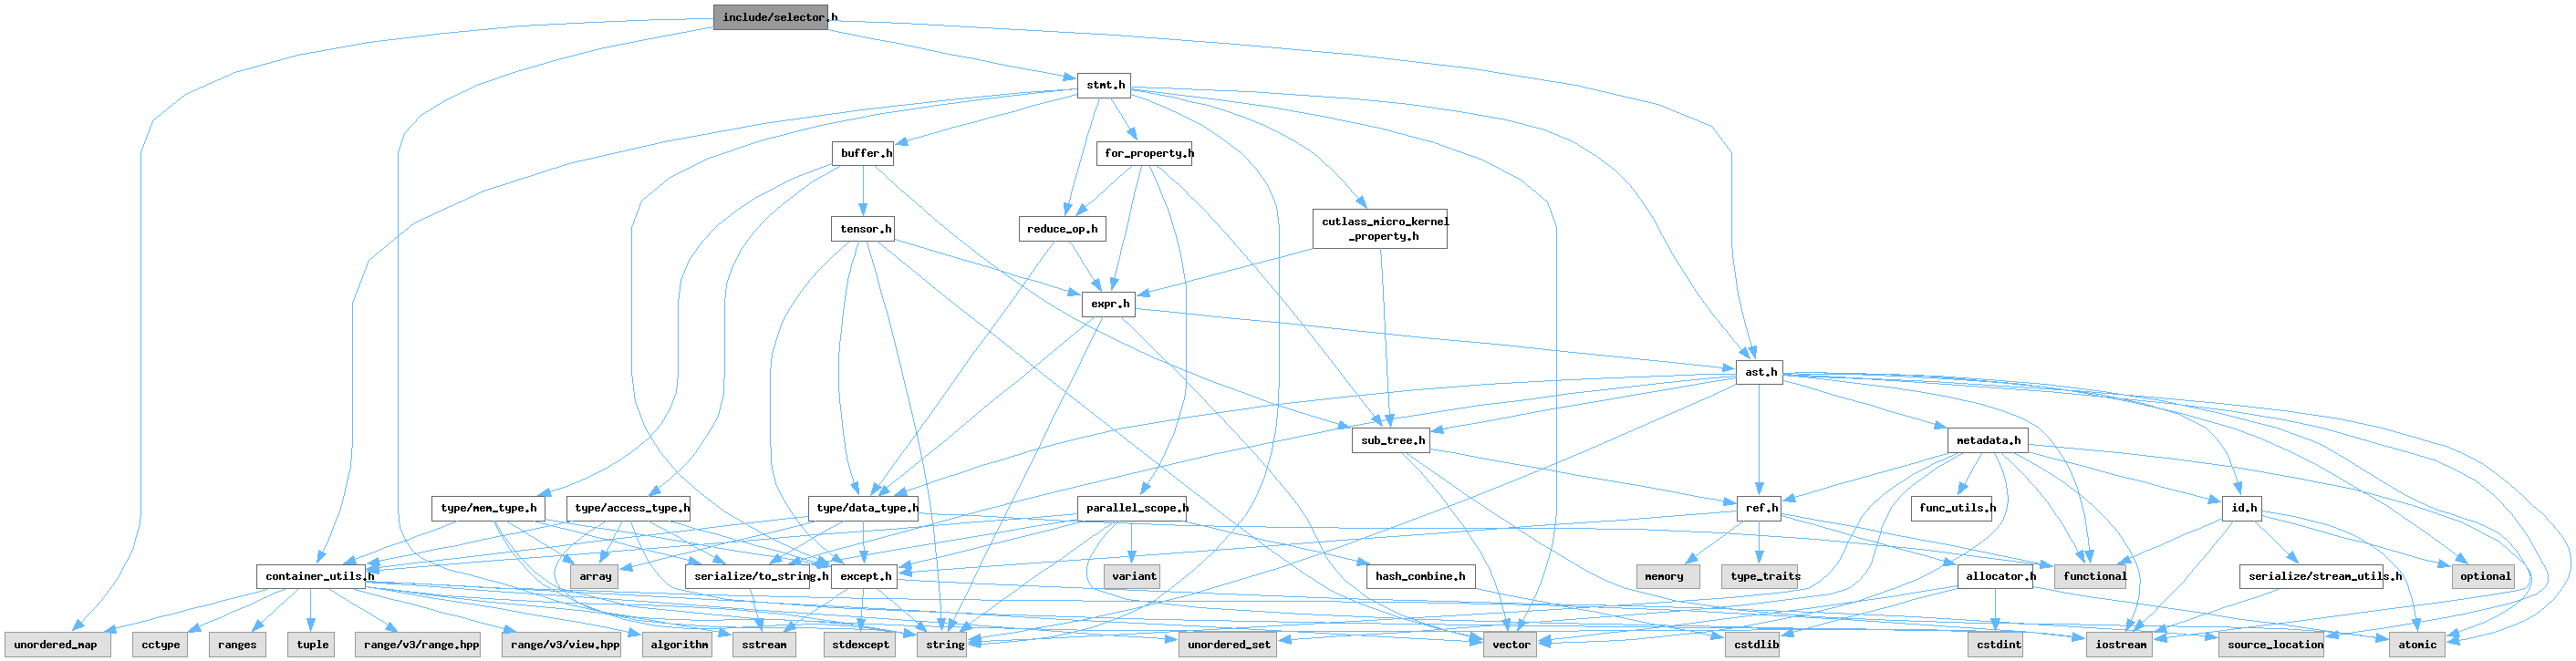 include/selector.h
stmt.h
buffer.h
for_property.h
tensor.h
reduce_op.h
cutlass_micro_kernel
_property.h
expr.h
ast.h
sub_tree.h
metadata.h
type/mem_type.h
type/access_type.h
type/data_type.h
parallel_scope.h
ref.h
func_utils.h
id.h
container_utils.h
array
serialize/to_string.h
except.h
variant
hash_combine.h
memory
type_traits
allocator.h
functional
serialize/stream_utils.h
optional
unordered_map
cctype
ranges
tuple
range/v3/range.hpp
range/v3/view.hpp
algorithm
sstream
stdexcept
string
unordered_set
vector
cstdlib
cstdint
iostream
source_location
atomic